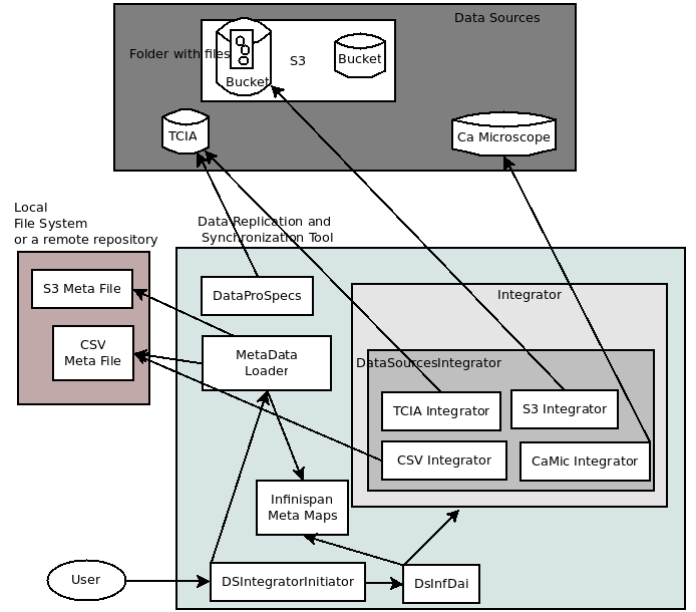 Data Sources
Folder with files
S3
Bucket
Bucket
TCIA
Ca Microscope
Local
File System
or a remote repository
Data Replication and
Synchronization Tool
S3 Meta File
CSV
Meta File
DataProSpecs
MetaData
Loader
Integrator
DataSourcesIntegrator
TCIA Integrator
S3 Integrator
CSV Integrator
CaMic Integrator
Infinispan
Meta Maps
User
DSIntegratorInitiator
DsInfDai